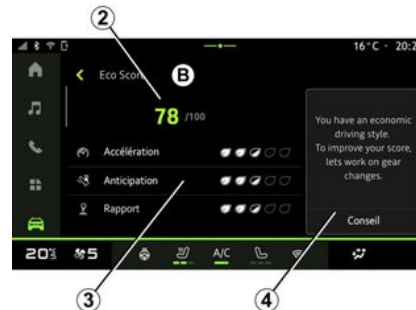 2
16°C · 20:2
Eco Score
B
78 /100
You have an economic
driving style.
To improve your score,
lets work on gear
changes.
Accélération
Anticipation
Rapport
Conseil
20°5
5
A/C
3
4